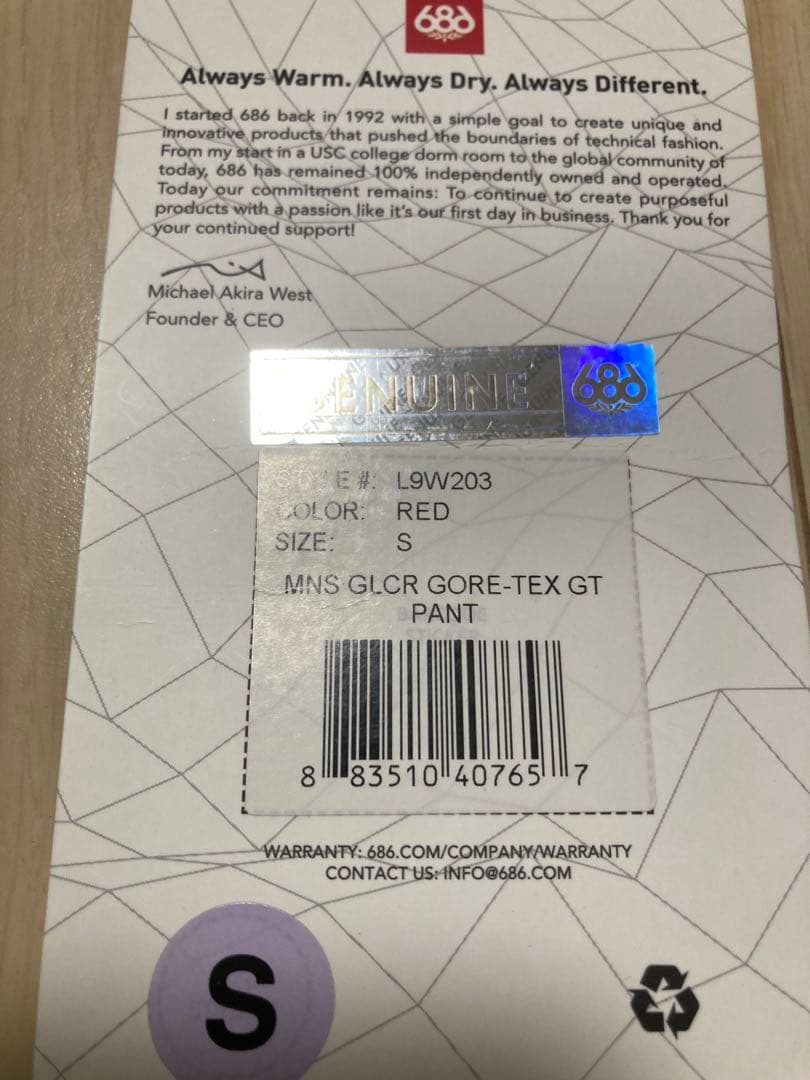 686
Always Warm. Always Dry. Always Different.
I started 686 back in 1992 with a simple goal to create unique and
innovative products that pushed the boundaries of technical fashion.
From my start in a USC college dorm room to the global community of
today, 686 has remained 100% independently owned and operated.
Today our commitment remains: To continue to create purposeful
products with a passion like it's our first day in business. Thank you for
your continued support!
Michael Akira West
Founder & CEO
GENUINE 686
STYLE #: L9W203
COLOR: RED
SIZE: S
MNS GLCR GORE-TEX GT
PANT
8 83510 40765 7
WARRANTY: 686.COM/COMPANY/WARRANTY
CONTACT US: INFO@686.COM
S